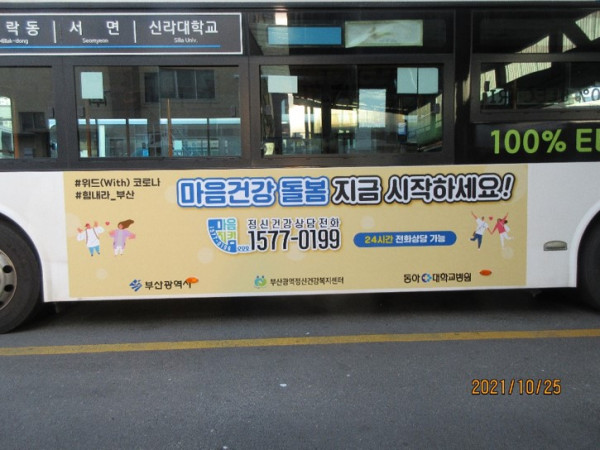 락동 | 서 면 | 신라대학교
Seomyeon
Silla Univ.
100% El
#위드(With) 코로나
#힘내라_부산
마음건강 돌봄 지금 시작하세요!
마음
정신건강상담전화
1577-0199
24시간 전화상담 가능
부산광역시
부산광역정신건강복지센터
동아대학교병원
2021/10/25